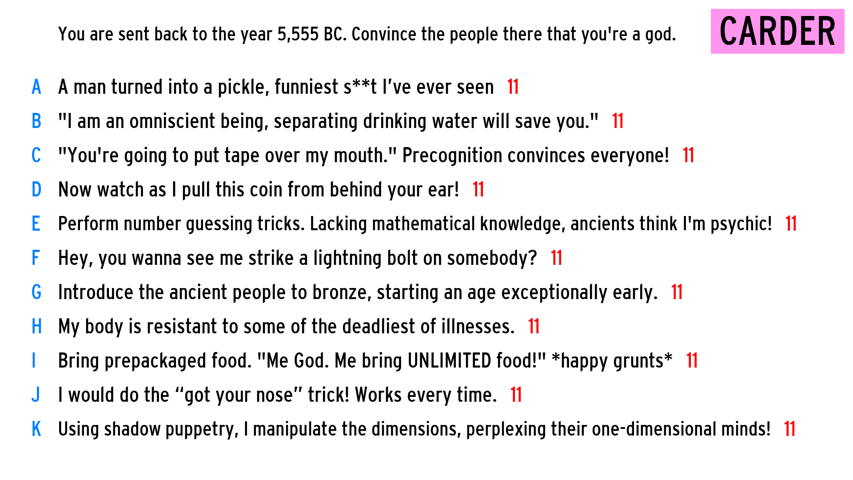 You are sent back to the year 5,555 BC. Convince the people there that you're a god.
CARDER
A A man turned into a pickle, funniest s**t I’ve ever seen 11
B "I am an omniscient being, separating drinking water will save you." 11
C "You're going to put tape over my mouth." Precognition convinces everyone! 11
D Now watch as I pull this coin from behind your ear! 11
E Perform number guessing tricks. Lacking mathematical knowledge, ancients think I'm psychic! 11
F Hey, you wanna see me strike a lightning bolt on somebody? 11
G Introduce the ancient people to bronze, starting an age exceptionally early. 11
H My body is resistant to some of the deadliest of illnesses. 11
I Bring prepackaged food. "Me God. Me bring UNLIMITED food!" *happy grunts* 11
J I would do the “got your nose” trick! Works every time. 11
K Using shadow puppetry, I manipulate the dimensions, perplexing their one-dimensional minds! 11